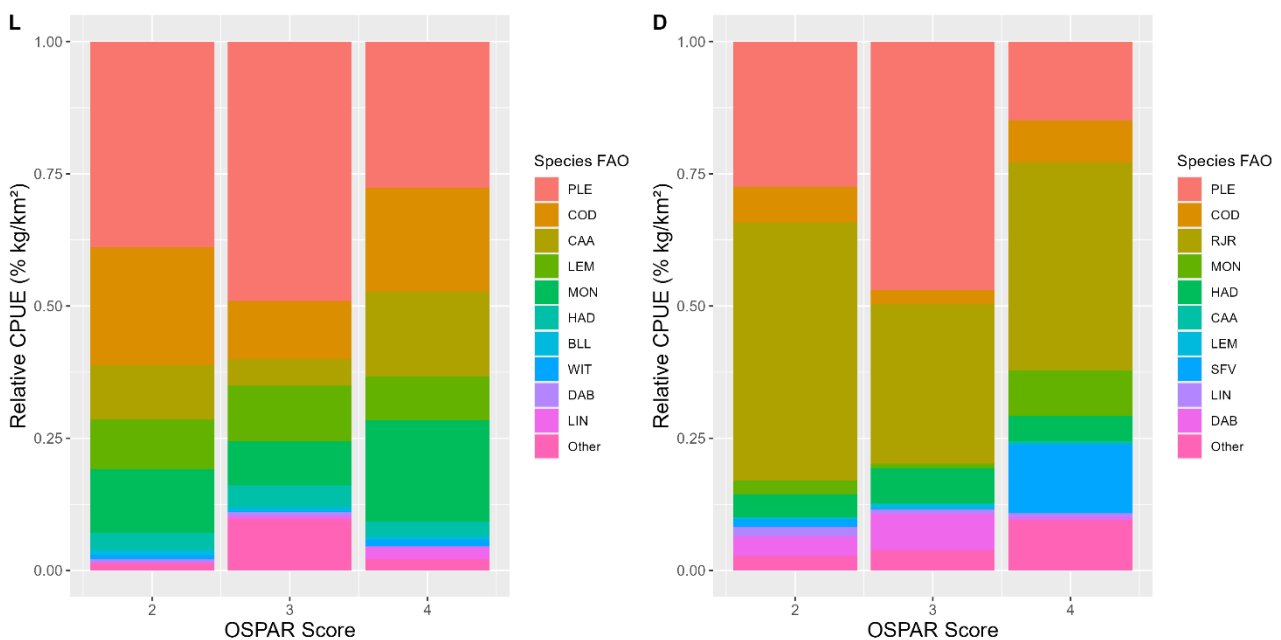 L
Relative CPUE (% kg/km²)
1.00
0.75
0.50
0.25
0.00
2
3
4
OSPAR Score
Species FAO
PLE
COD
CAA
LEM
MON
HAD
BLL
WIT
DAB
LIN
Other
D
Relative CPUE (% kg/km²)
1.00
0.75
0.50
0.25
0.00
2
3
4
OSPAR Score
Species FAO
PLE
COD
RJR
MON
HAD
CAA
LEM
SFV
LIN
DAB
Other